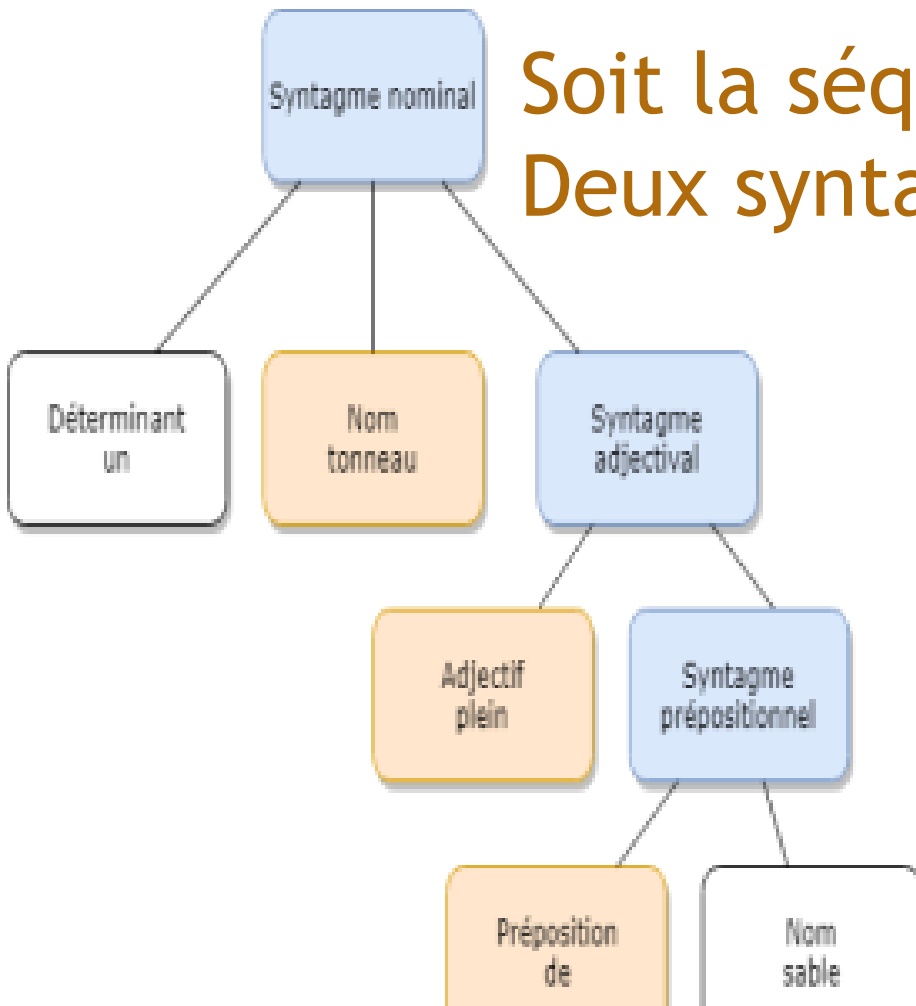 Syntagme nominal
Soit la séq
Deux synta
Déterminant
un
Nom
tonneau
Syntagme
adjectival
Adjectif
plein
Syntagme
prépositionnel
Préposition
de
Nom
sable